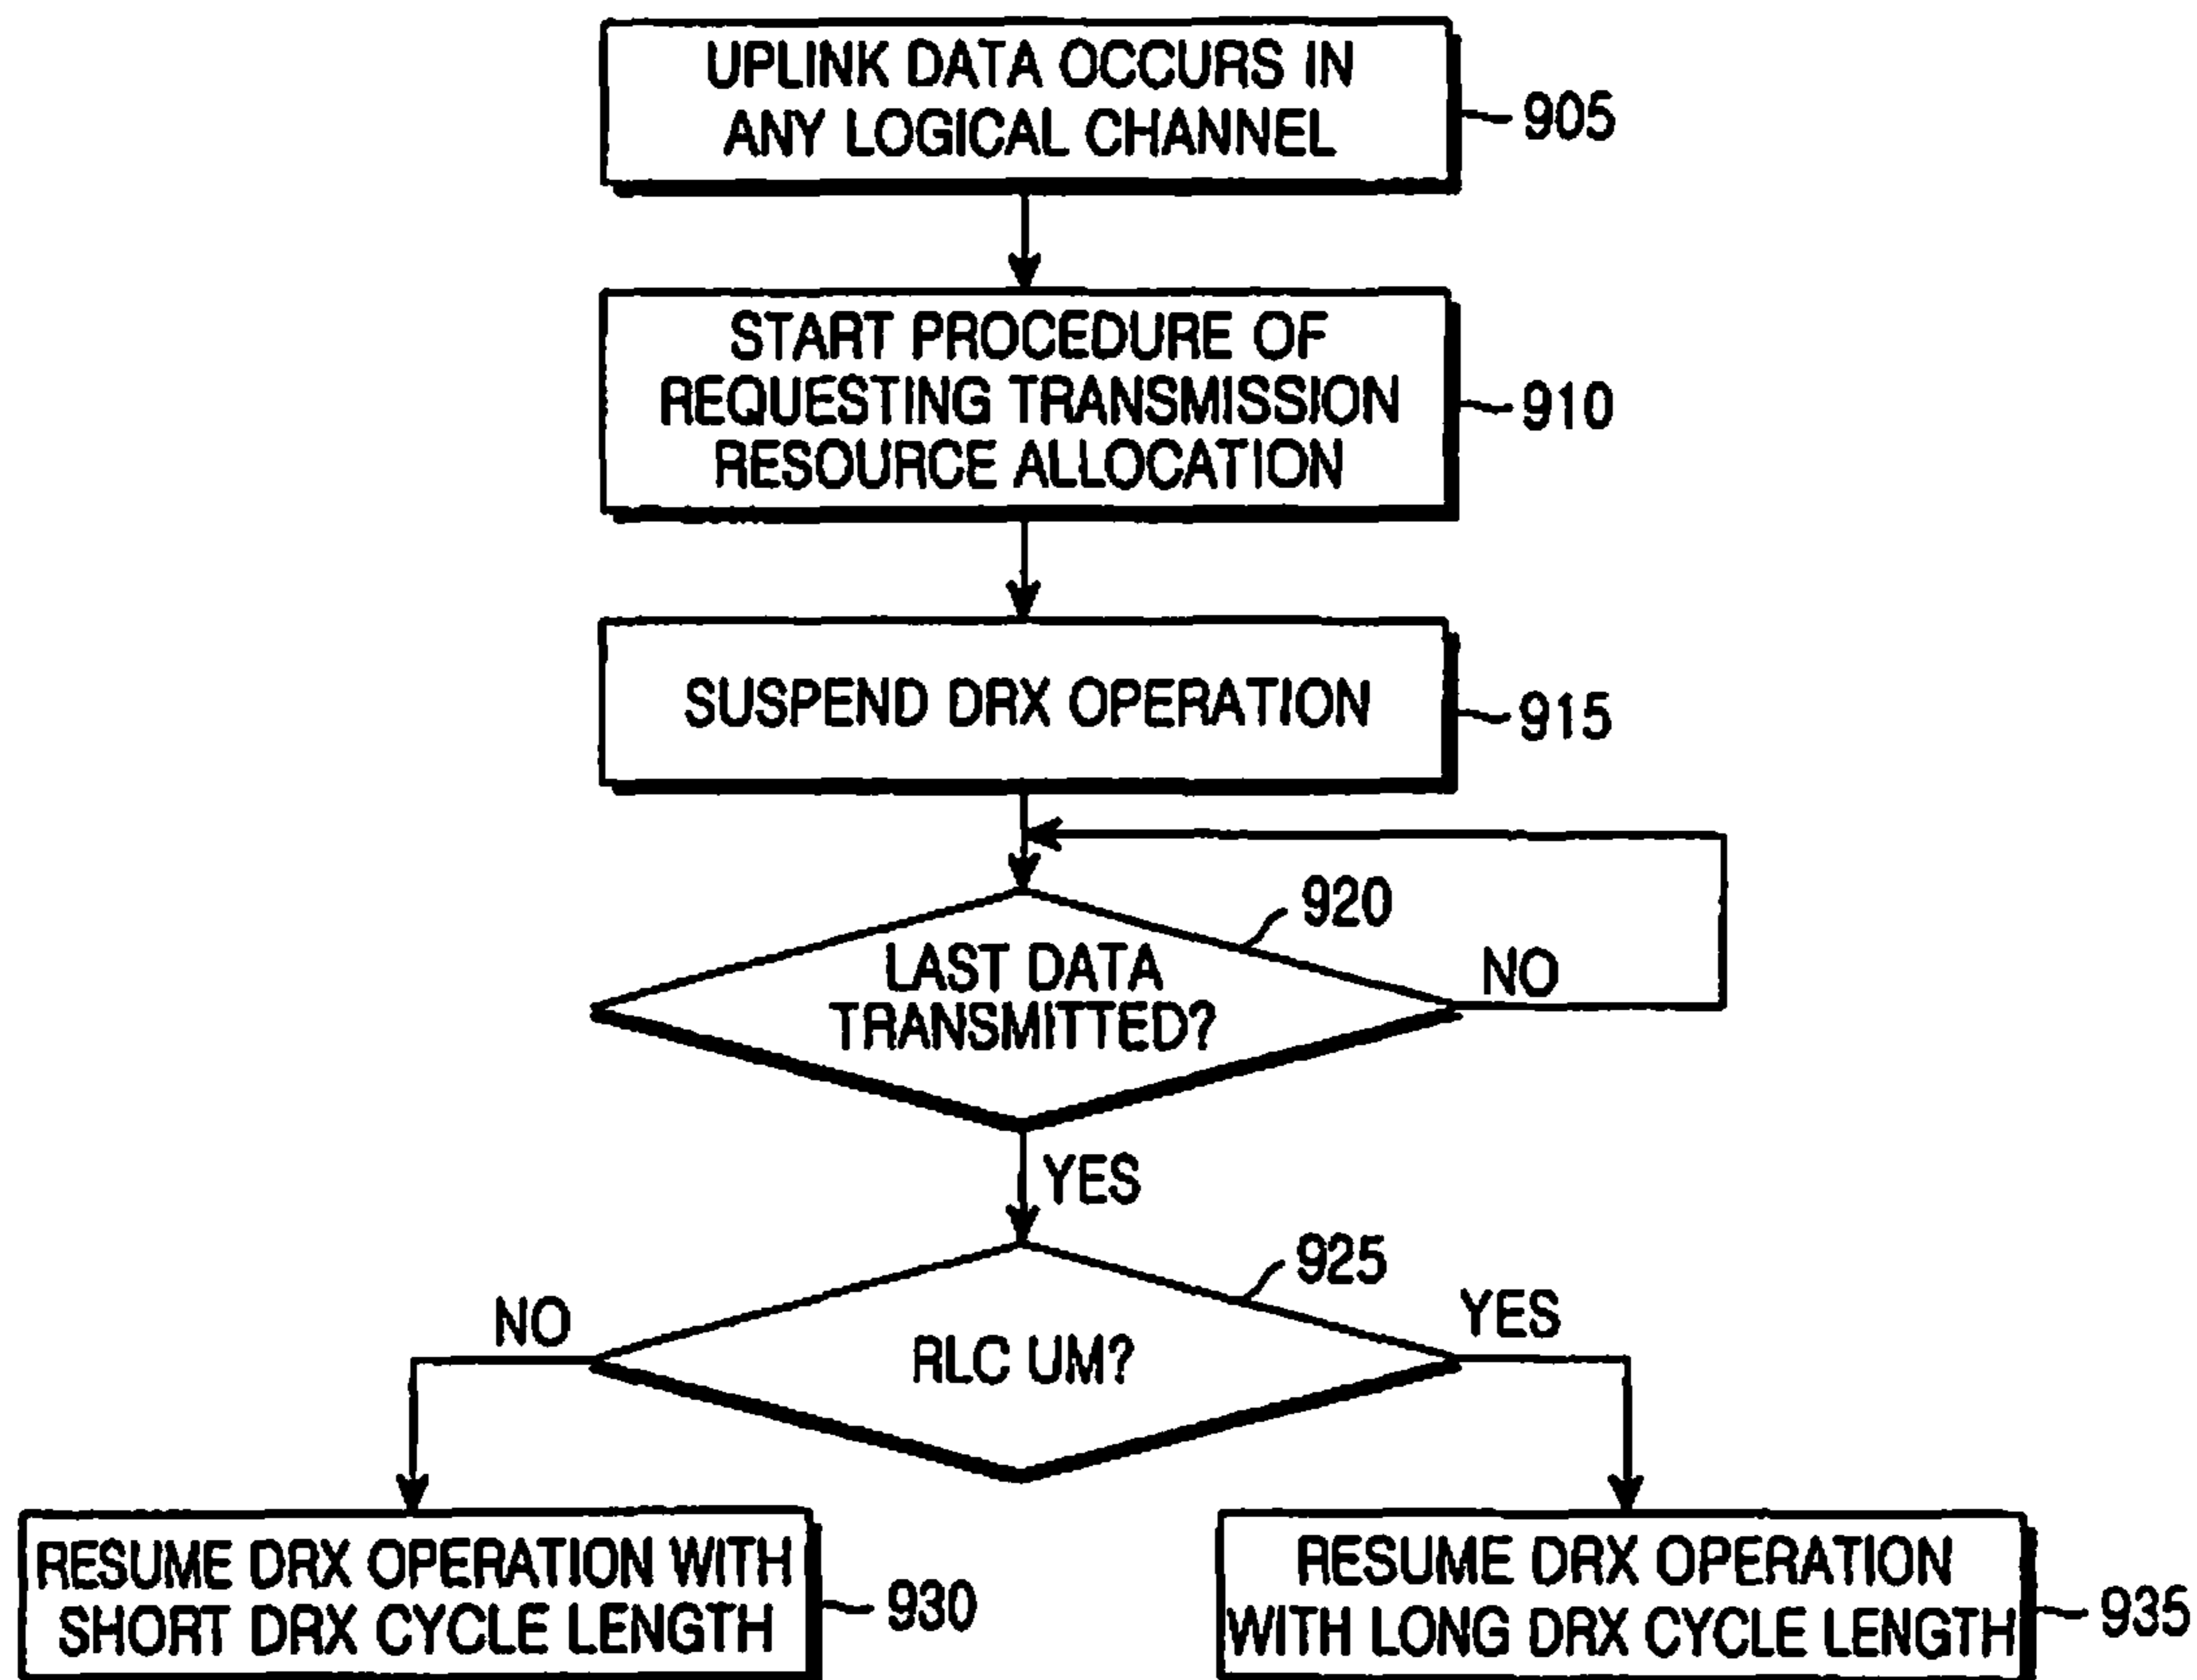 UPLINK DATA OCCURS IN
ANY LOGICAL CHANNEL
905
START PROCEDURE OF
REQUESTING TRANSMISSION
RESOURCE ALLOCATION
910
SUSPEND DRX OPERATION
915
920
LAST DATA
TRANSMITTED?
NO
YES
925
NO
RLC UM?
YES
RESUME DRX OPERATION WITH
SHORT DRX CYCLE LENGTH
930
RESUME DRX OPERATION
WITH LONG DRX CYCLE LENGTH
935